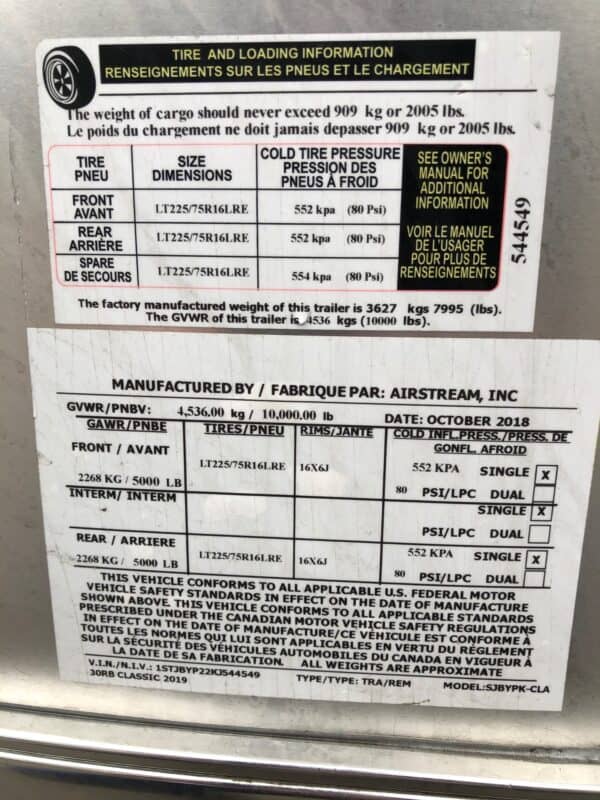 TIRE AND LOADING INFORMATION
RENSEIGNEMENTS SUR LES PNEUS ET LE CHARGEMENT
The weight of cargo should never exceed 909 kg or 2005 lbs.
Le poids du chargement ne doit jamais depasser 909 kg or 2005 lbs.
TIRE
PNEU
SIZE
DIMENSIONS
COLD TIRE PRESSURE
PRESSION DES
PNEUS À FROID
SEE OWNER'S
MANUAL FOR
ADDITIONAL
INFORMATION
VOIR LE MANUEL
DE L'USAGER
POUR PLUS DE
RENSEIGNEMENTS
FRONT
AVANT
LT225/75R16LRE
552 kpa (80 Psi)
REAR
ARRIÈRE
LT225/75R16LRE
552 kpa (80 Psi)
SPARE
DE SECOURS
LT225/75R16LRE
554 kpa (80 Psi)
544549
The factory manufactured weight of this trailer is 3627 kgs 7995 (lbs).
The GVWR of this trailer is 4536 kgs (10000 lbs).
MANUFACTURED BY / FABRIQUE PAR: AIRSTREAM, INC
GVWR/PNBV: 4,536.00 kg / 10,000.00 lb DATE: OCTOBER 2018
GAWR/PNBE TIRES/PNEU RIMS/JANTE COLD INFL.PRESS./PRESS. DE
GONFL. AFROID
FRONT / AVANT
LT225/75R16LRE 16X6J 552 KPA SINGLE X
2268 KG / 5000 LB 80 PSI/LPC DUAL
INTERM/ INTERM SINGLE X
PSI/LPC DUAL
REAR / ARRIERE
LT225/75R16LRE 16X6J 552 KPA SINGLE X
2268 KG / 5000 LB 80 PSI/LPC DUAL
THIS VEHICLE CONFORMS TO ALL APPLICABLE U.S. FEDERAL MOTOR
VEHICLE SAFETY STANDARDS IN EFFECT ON THE DATE OF MANUFACTURE
SHOWN ABOVE. THIS VEHICLE CONFORMS TO ALL APPLICABLE STANDARDS
PRESCRIBED UNDER THE CANADIAN MOTOR VEHICLE SAFETY REGULATIONS
IN EFFECT ON THE DATE OF MANUFACTURE/CE VÉHICULE EST CONFORME À
TOUTES LES NORMES QUI LUI SONT APPLICABLES EN VERTU DU RÈGLEMENT
SUR LA SÉCURITÉ DES VÉHICULES AUTOMOBILES DU CANADA EN VIGUEUR À
LA DATE DE SA FABRICATION. ALL WEIGHTS ARE APPROXIMATE
V.I.N./N.I.V.: 1STJBYP22KJ544549 TYPE/TYPE: TRA/REM MODEL:SJBYPK-CLA
30RB CLASSIC 2019